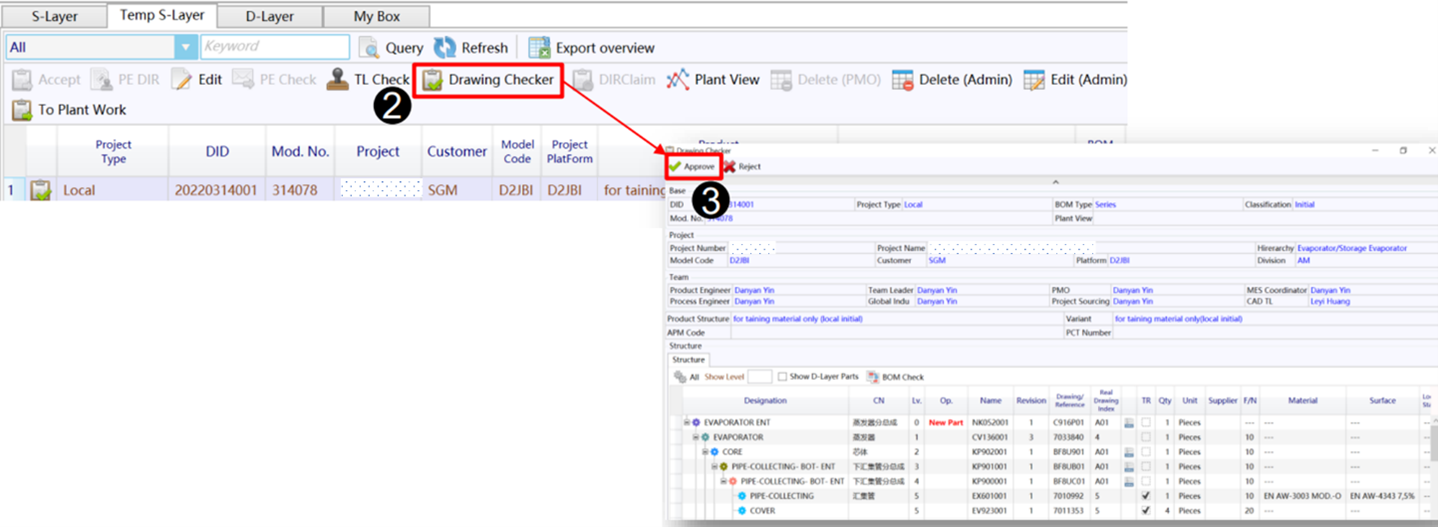 S-Layer Temp S-Layer D-Layer My Box
All Keyword Query Refresh Export overview
Accept PE DIR Edit PE Check TL Check Drawing Checker DIRClaim Plant View Delete (PMO) Delete (Admin) Edit (Admin)
2
To Plant Work
Project Type DID Mod. No. Project Customer Model Code Project PlatForm Product BOM
1 Local 20220314001 314078 SGM D2JBI D2JBI for taining
Drawing Checker
Approve Reject
3
Base
DID 314001 Project Type Local BOM Type Series Classification Initial
Mod. No. Plant View
Project
Project Number Project Name Hirerarchy Evaporator/Storage Evaporator
Model Code D2JBI Customer SGM Platform D2JBI Division AM
Team
Product Engineer Danyan Yin Team Leader Danyan Yin PMO Danyan Yin MES Coordinator Danyan Yin
Process Engineer Danyan Yin Global Indu Danyan Yin Project Sourcing Danyan Yin CAD TL Leyi Huang
Product Structure for taining material only (local initial) Variant for taining material only(local initial)
APM Code PCT Number
Structure
Structure
All Show Level Show D-Layer Parts BOM Check
Designation CN Lv. Op. Name Revision Drawing/ Reference Real Drawing Index TR Qty Unit Supplier F/N Material Surface
EVAPORATOR ENT 蒸发器分总成 0 New Part NK052001 1 C916P01 A01 1 Pieces --- --- ---
EVAPORATOR 蒸发器 1 CV136001 3 7033840 4 1 Pieces 10 --- ---
CORE 芯体 2 KP902001 1 BF8U901 A01 1 Pieces 10 --- ---
PIPE-COLLECTING- BOT- ENT 下汇集管分总成 3 KP901001 1 BF8UB01 A01 1 Pieces 10 --- ---
PIPE-COLLECTING- BOT- ENT 下汇集管分总成 4 KP900001 1 BF8UC01 A01 1 Pieces 10 --- ---
PIPE-COLLECTING 汇集管 5 EX601001 1 7010992 5 1 Pieces 10 EN AW-3003 MOD.-O EN AW-4343 7,5%
COVER 5 EV923001 1 7011353 5 4 Pieces 20 --- ---